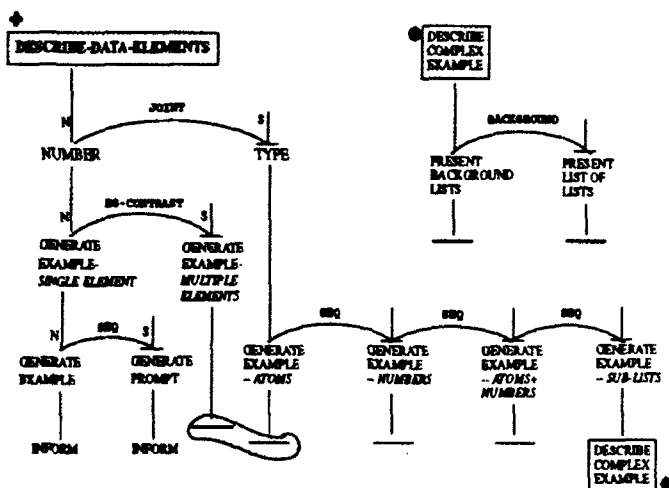 DESCRIBE-DATA-ELEMENTS
DESCRIBE
COMPLEX
EXAMPLE
N
JOINT
S
NUMBER
TYPE
BACKGROUND
PRESENT
BACKGROUND
LISTS
PRESENT
LIST OF
LISTS
N
S
GENERATE
EXAMPLE-
SINGLE ELEMENT
GENERATE
EXAMPLE-
MULTIPLE
ELEMENTS
N
SEQ
S
GENERATE
EXAMPLE
GENERATE
PROMPT
SEQ
SEQ
SEQ
GENERATE
EXAMPLE
- ATOMS
GENERATE
EXAMPLE
- NUMBERS
GENERATE
EXAMPLE
- ATOMS+
NUMBERS
GENERATE
EXAMPLE
- SUB-LISTS
INFORM
INFORM
DESCRIBE
COMPLEX
EXAMPLE